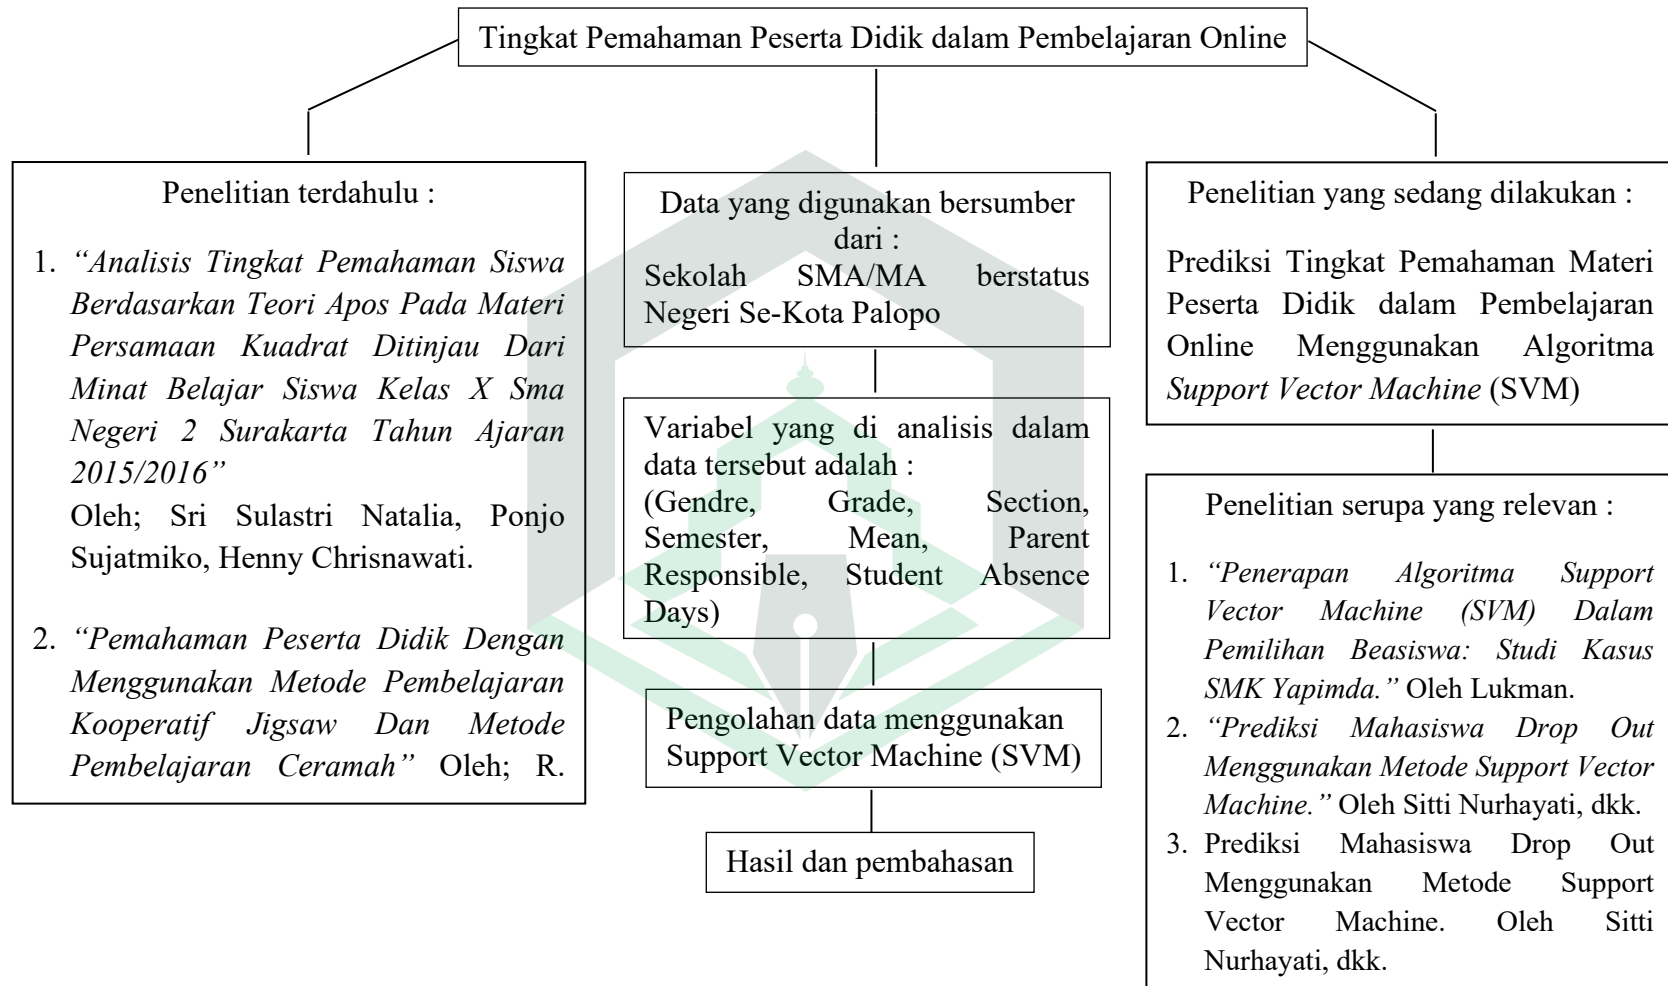 Tingkat Pemahaman Peserta Didik dalam Pembelajaran Online
Penelitian terdahulu :
1. “Analisis Tingkat Pemahaman Siswa
Berdasarkan Teori Apos Pada Materi
Persamaan Kuadrat Ditinjau Dari
Minat Belajar Siswa Kelas X Sma
Negeri 2 Surakarta Tahun Ajaran
2015/2016”
Oleh; Sri Sulastri Natalia, Ponjo
Sujatmiko, Henny Chrisnawati.
2. “Pemahaman Peserta Didik Dengan
Menggunakan Metode Pembelajaran
Kooperatif Jigsaw Dan Metode
Pembelajaran Ceramah” Oleh; R.
Data yang digunakan bersumber
dari :
Sekolah SMA/MA berstatus
Negeri Se-Kota Palopo
Variabel yang di analisis dalam
data tersebut adalah :
(Gendre, Grade, Section,
Semester, Mean, Parent
Responsible, Student Absence
Days)
Pengolahan data menggunakan
Support Vector Machine (SVM)
Hasil dan pembahasan
Penelitian yang sedang dilakukan :
Prediksi Tingkat Pemahaman Materi
Peserta Didik dalam Pembelajaran
Online Menggunakan Algoritma
Support Vector Machine (SVM)
Penelitian serupa yang relevan :
1. “Penerapan Algoritma Support
Vector Machine (SVM) Dalam
Pemilihan Beasiswa: Studi Kasus
SMK Yapimda.” Oleh Lukman.
2. “Prediksi Mahasiswa Drop Out
Menggunakan Metode Support Vector
Machine.” Oleh Sitti Nurhayati, dkk.
3. Prediksi Mahasiswa Drop Out
Menggunakan Metode Support
Vector Machine. Oleh Sitti
Nurhayati, dkk.